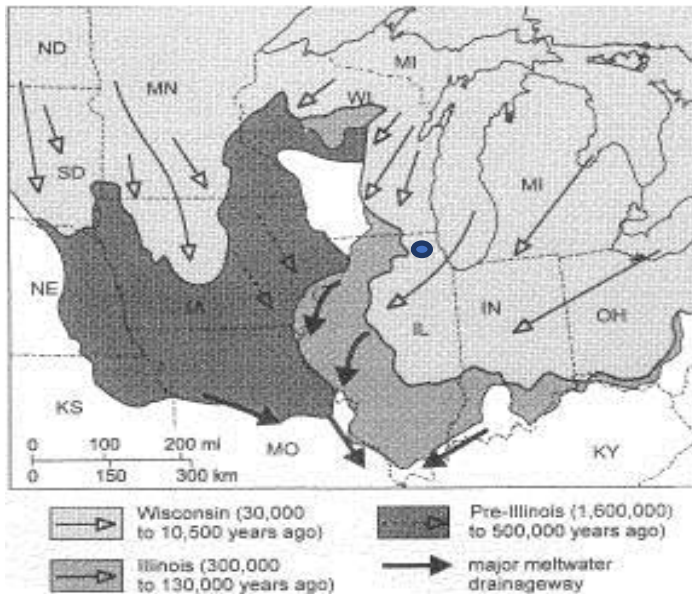 ND
MN
MI
WI
SD
MI
NE
IA
IL
IN
OH
KS
MO
KY
0 100 200 mi
0 150 300 km
Wisconsin (30,000
to 10,500 years ago)
Pre-Illinois (1,600,000)
to 500,000 years ago)
Illinois (300,000
to 130,000 years ago)
major meltwater
drainageway